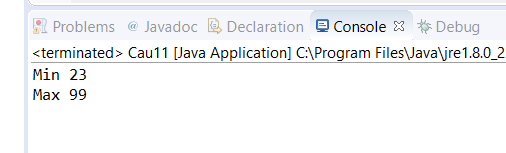 Problems @ Javadoc Declaration Console Debug
<terminated> Cau11 [Java Application] C:\Program Files\Java\jre1.8.0_2
Min 23
Max 99